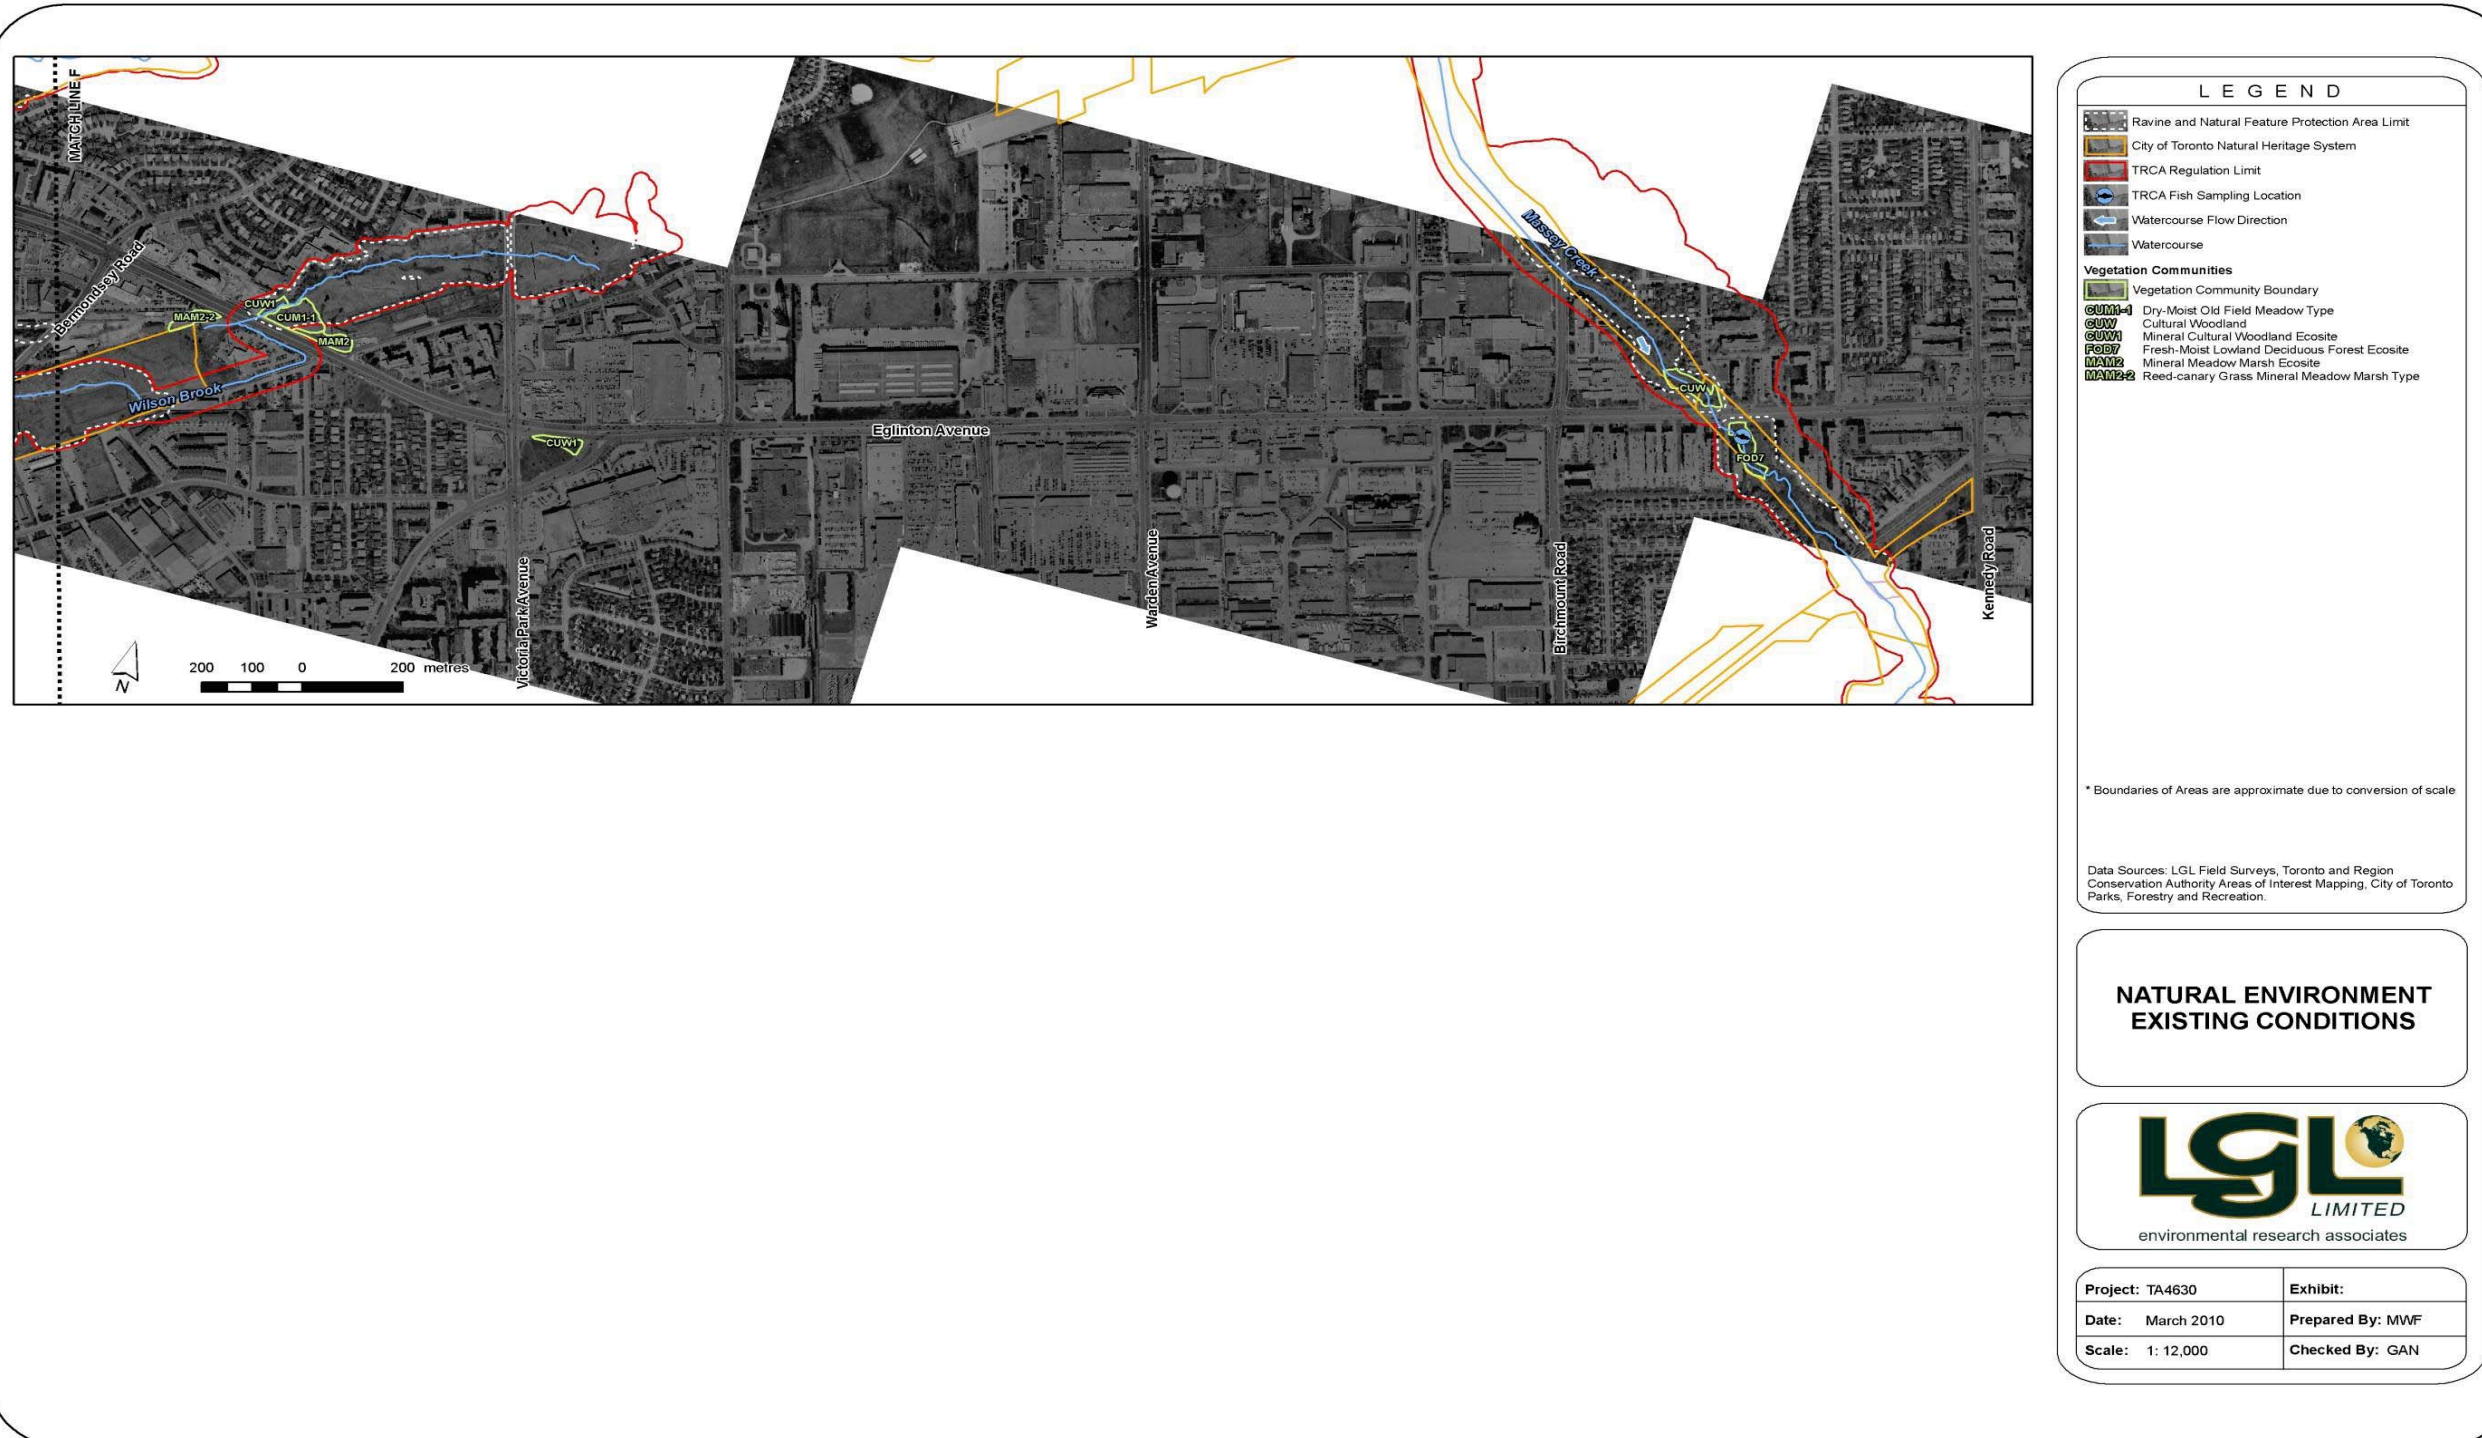 MATCH LINE F
Bermondsey Road
CUW1
MAM2-2
CUM1-1
MAM2
Wilson Brook
CUW1
Eglinton Avenue
Massey Creek
CUW
FOD7
Victoria Park Avenue
Warden Avenue
Birchmount Road
Kennedy Road
N
200 100 0 200 metres
LEGEND
Ravine and Natural Feature Protection Area Limit
City of Toronto Natural Heritage System
TRCA Regulation Limit
TRCA Fish Sampling Location
Watercourse Flow Direction
Watercourse
Vegetation Communities
Vegetation Community Boundary
CUM1-1 Dry-Moist Old Field Meadow Type
CUW Cultural Woodland
CUW1 Mineral Cultural Woodland Ecosite
FOD7 Fresh-Moist Lowland Deciduous Forest Ecosite
MAM2 Mineral Meadow Marsh Ecosite
MAM2-2 Reed-canary Grass Mineral Meadow Marsh Type
* Boundaries of Areas are approximate due to conversion of scale
Data Sources: LGL Field Surveys, Toronto and Region
Conservation Authority Areas of Interest Mapping, City of Toronto
Parks, Forestry and Recreation.
NATURAL ENVIRONMENT
EXISTING CONDITIONS
LGL
LIMITED
environmental research associates
Project: TA4630 Exhibit:
Date: March 2010 Prepared By: MWF
Scale: 1: 12,000 Checked By: GAN